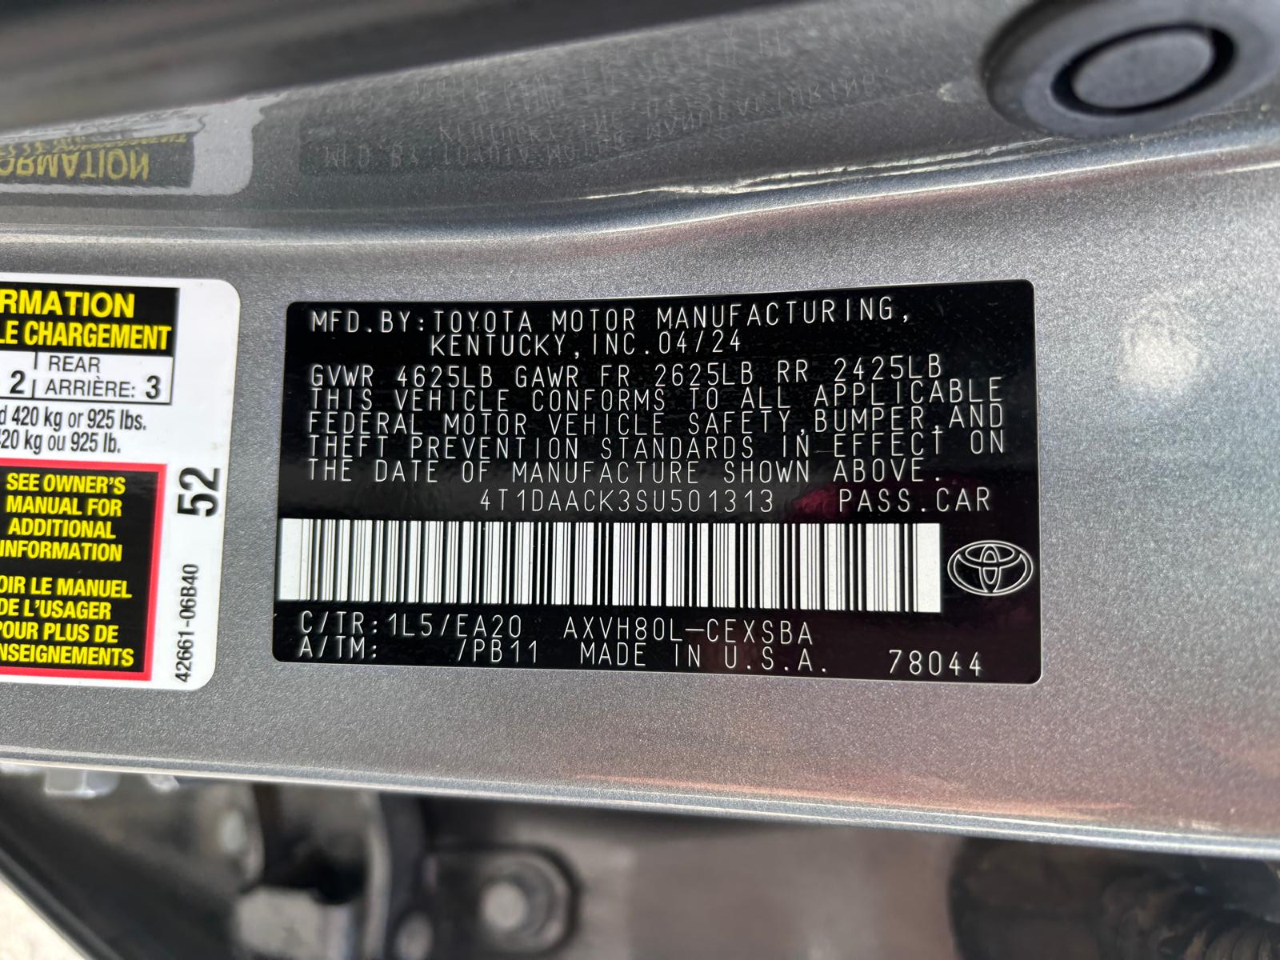 RMATION
LE CHARGEMENT
2 REAR
ARRIÈRE: 3
420 kg or 925 lbs.
420 kg ou 925 lb.
SEE OWNER'S
MANUAL FOR
ADDITIONAL
INFORMATION
OIR LE MANUEL
DE L'USAGER
POUR PLUS DE
NSEIGNEMENTS
52
42661-06B40
MFD.BY:TOYOTA MOTOR MANUFACTURING,
KENTUCKY,INC.04/24
GVWR 4625LB GAWR FR 2625LB RR 2425LB
THIS VEHICLE CONFORMS TO ALL APPLICABLE
FEDERAL MOTOR VEHICLE SAFETY,BUMPER,AND
THEFT PREVENTION STANDARDS IN EFFECT ON
THE DATE OF MANUFACTURE SHOWN ABOVE.
4T1DAACK3SU501313 PASS.CAR
C/TR:1L5/EA20 AXVH80L-CEXSBA
A/TM: /PB11 MADE IN U.S.A. 78044